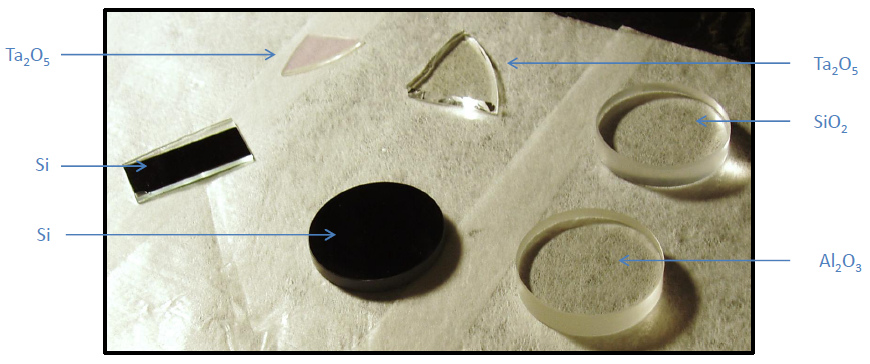 Ta₂O₅
Ta₂O₅
SiO₂
Si
Si
Al₂O₃